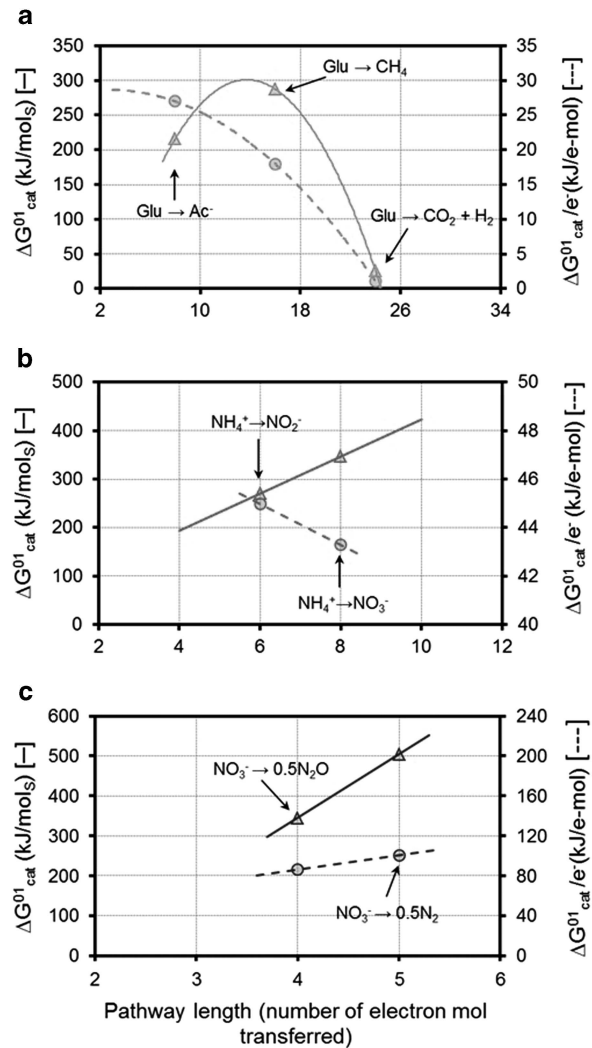 a
ΔG⁰¹cat (kJ/molS) [—]
350
300
250
200
150
100
50
0
Glu → CH₄
Glu → Ac⁻
Glu → CO₂ + H₂
35
30
25
20
15
10
5
0
ΔG⁰¹cat /e⁻(kJ/e-mol) [---]
2 10 18 26 34
b
ΔG⁰¹cat (kJ/molS) [—]
500
400
300
200
100
0
NH₄⁺→NO₂⁻
NH₄⁺→NO₃⁻
50
48
46
44
42
40
ΔG⁰¹cat /e⁻ (kJ/e-mol) [---]
2 4 6 8 10 12
c
ΔG⁰¹cat (kJ/molS) [—]
600
500
400
300
200
100
0
NO₃⁻ → 0.5N₂O
NO₃⁻ → 0.5N₂
240
200
160
120
80
40
0
ΔG⁰¹cat /e⁻(kJ/e-mol) [---]
2 3 4 5 6
Pathway length (number of electron mol
transferred)